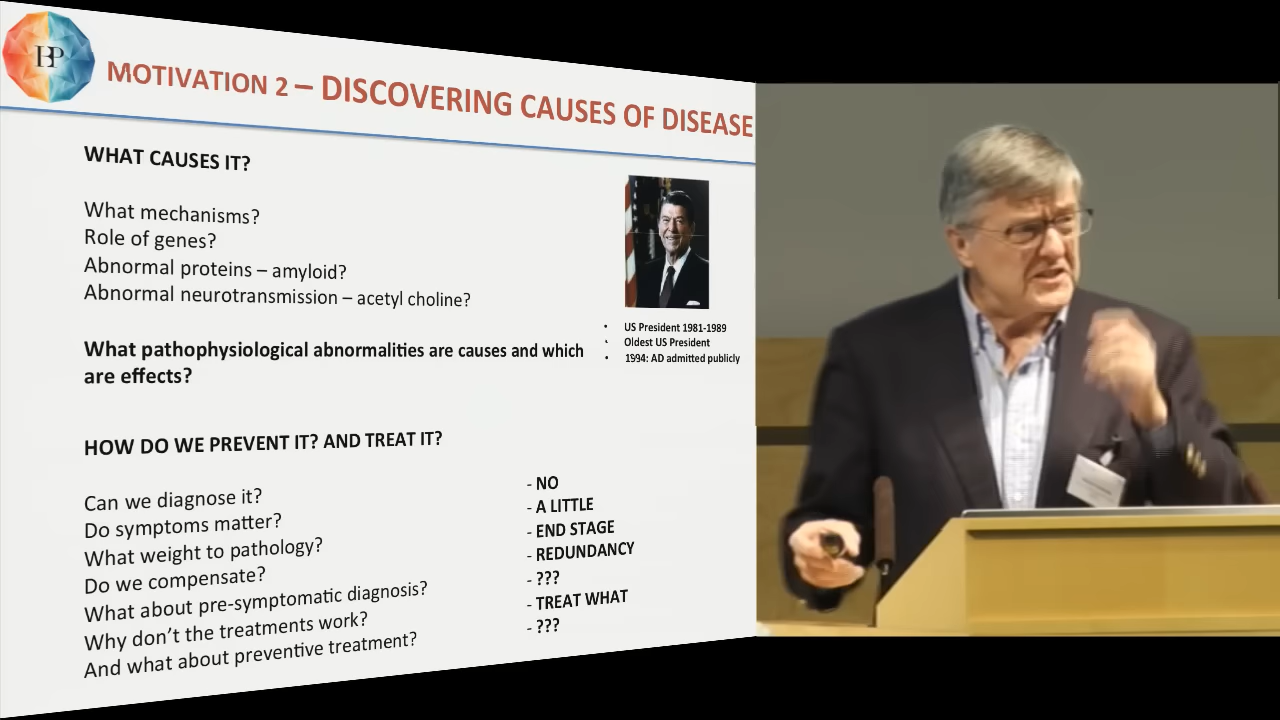 HBP
MOTIVATION 2 – DISCOVERING CAUSES OF DISEASE
WHAT CAUSES IT?
What mechanisms?
Role of genes?
Abnormal proteins – amyloid?
Abnormal neurotransmission – acetyl choline?
• US President 1981-1989
• Oldest US President
• 1994: AD admitted publicly
What pathophysiological abnormalities are causes and which
are effects?
HOW DO WE PREVENT IT? AND TREAT IT?
Can we diagnose it? - NO
Do symptoms matter? - A LITTLE
What weight to pathology? - END STAGE
Do we compensate? - REDUNDANCY
What about pre-symptomatic diagnosis? - ???
Why don't the treatments work? - TREAT WHAT
And what about preventive treatment? - ???